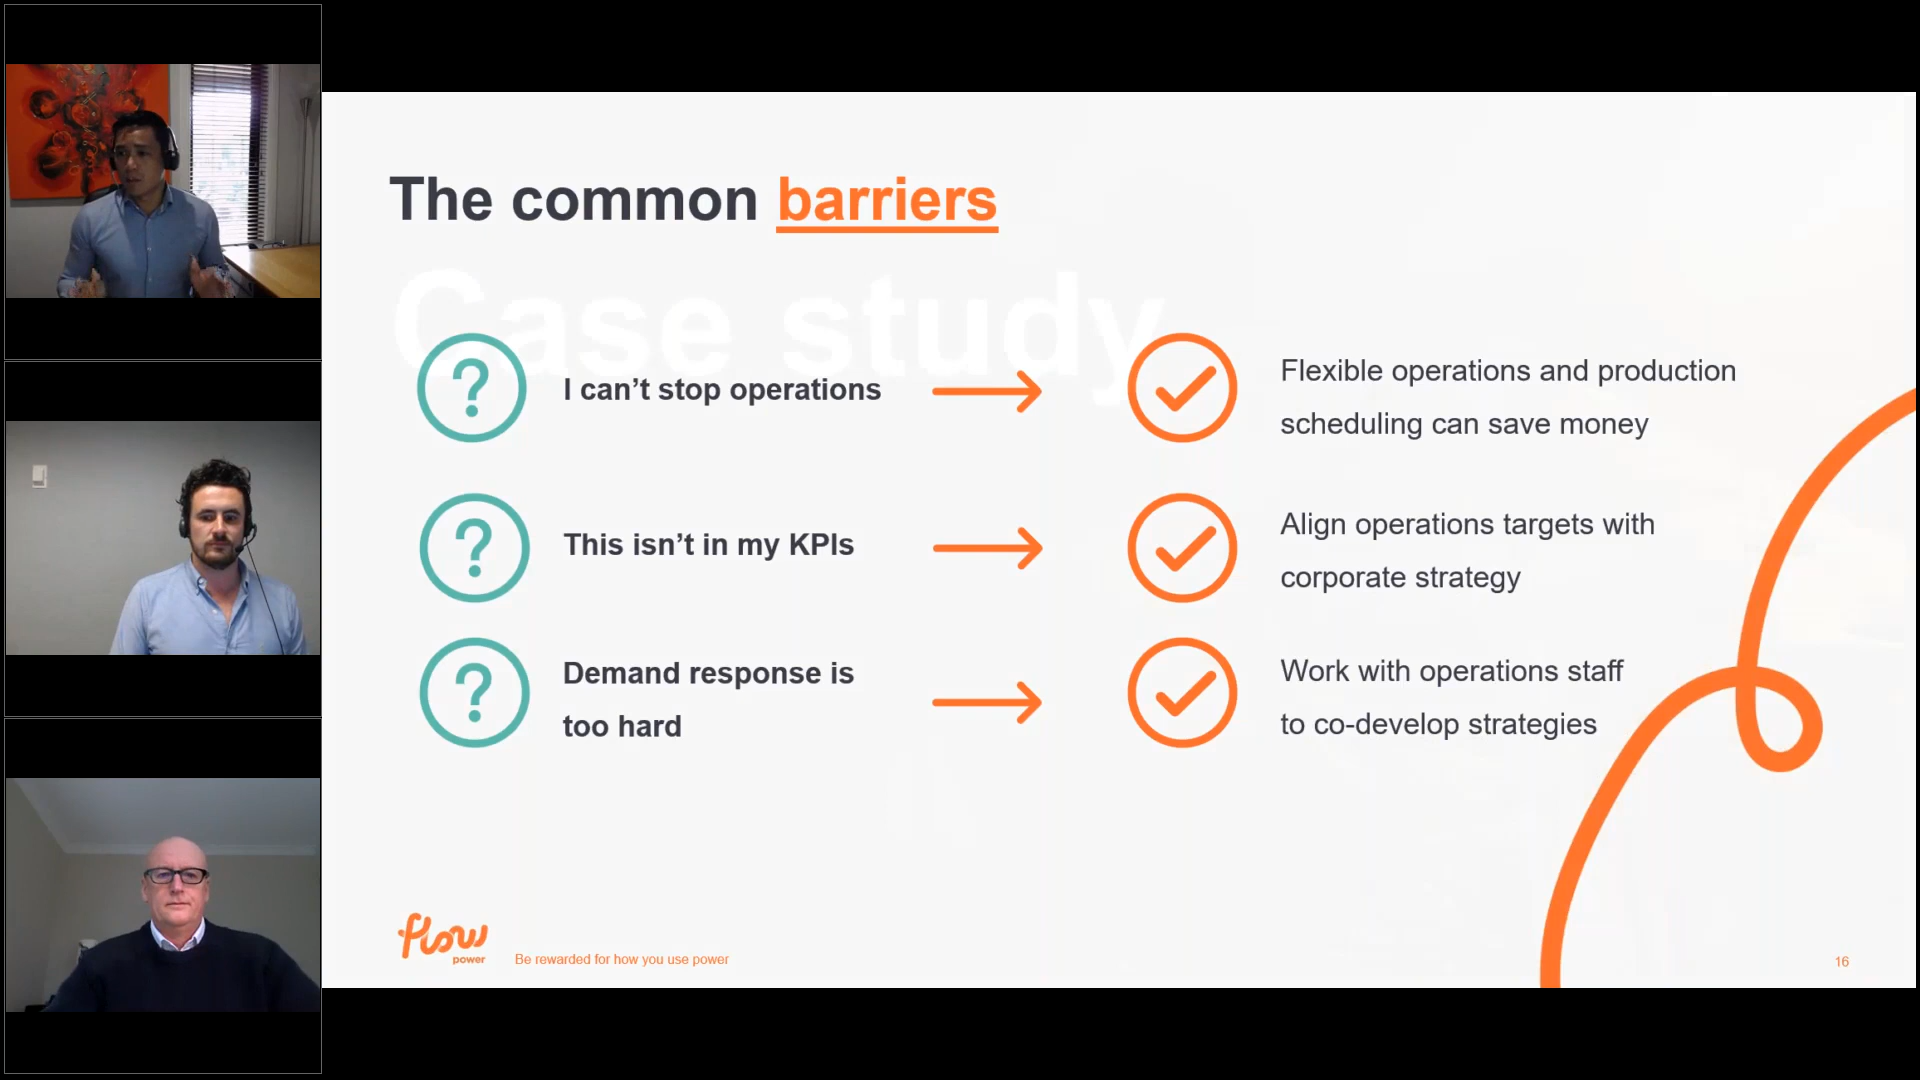 The common barriers
Case study
I can’t stop operations
Flexible operations and production
scheduling can save money
This isn’t in my KPIs
Align operations targets with
corporate strategy
Demand response is
too hard
Work with operations staff
to co-develop strategies
flow
power
Be rewarded for how you use power
16